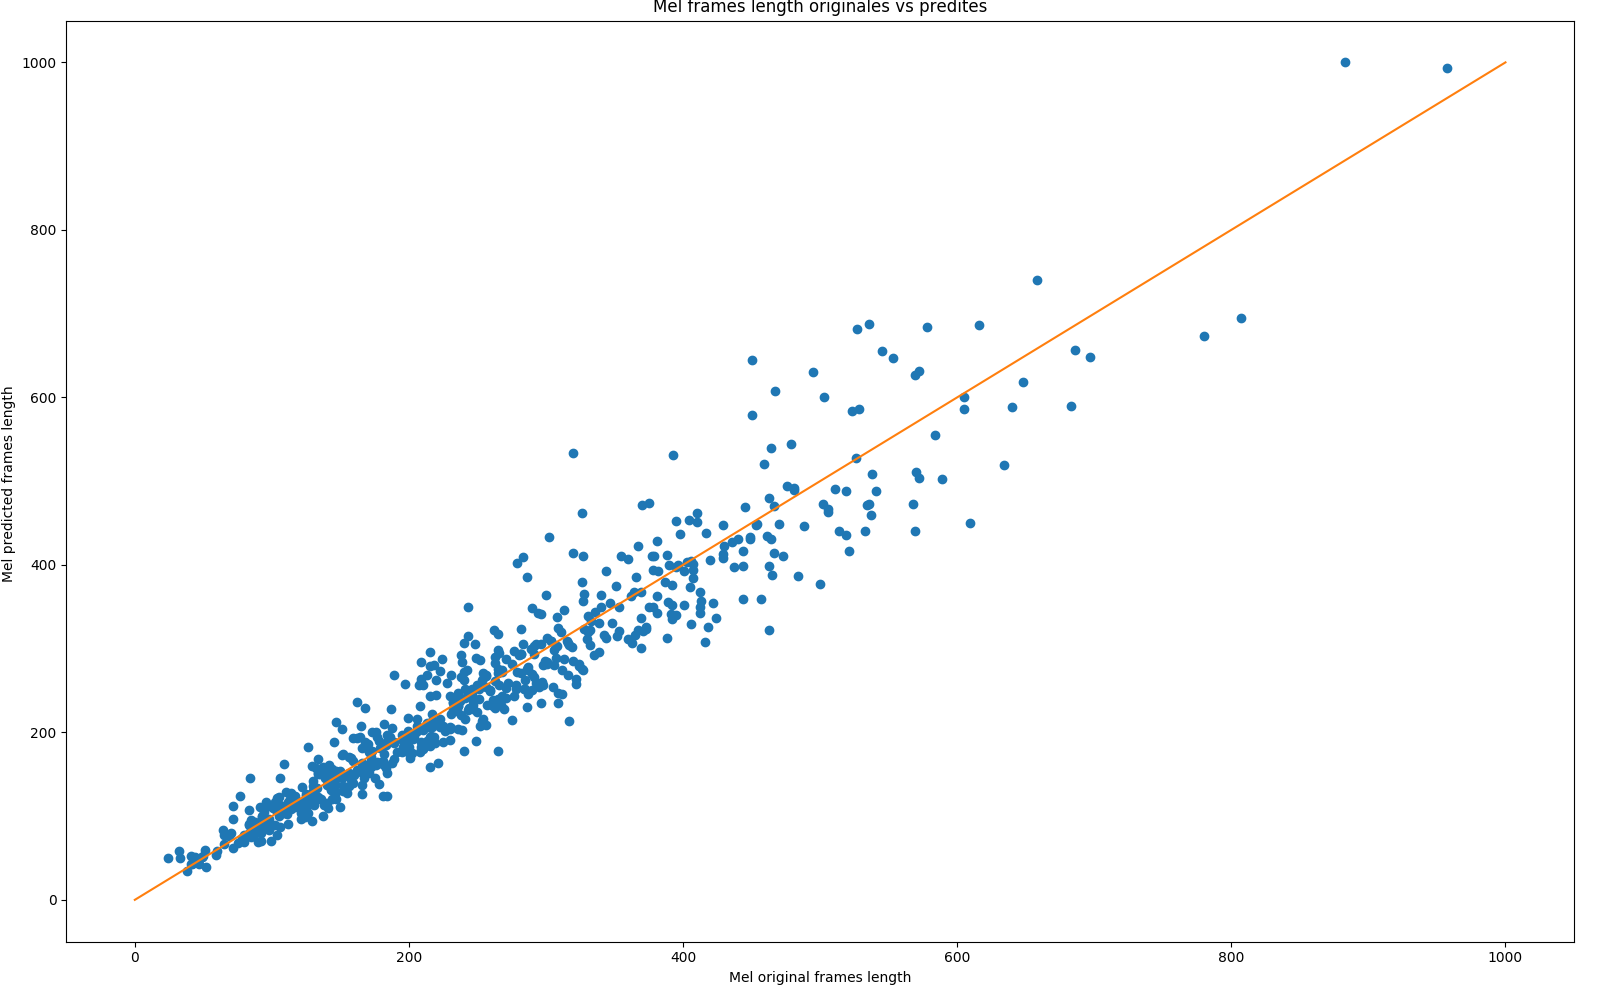 Mel frames length originales vs predites
1000
800
600
400
200
0
Mel predicted frames length
0 200 400 600 800 1000
Mel original frames length